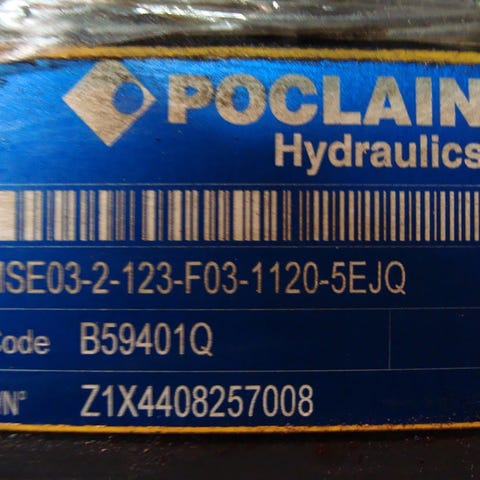 POCLAIN
Hydraulics
MSE03-2-123-F03-1120-5EJQ
Code B59401Q
N° Z1X4408257008